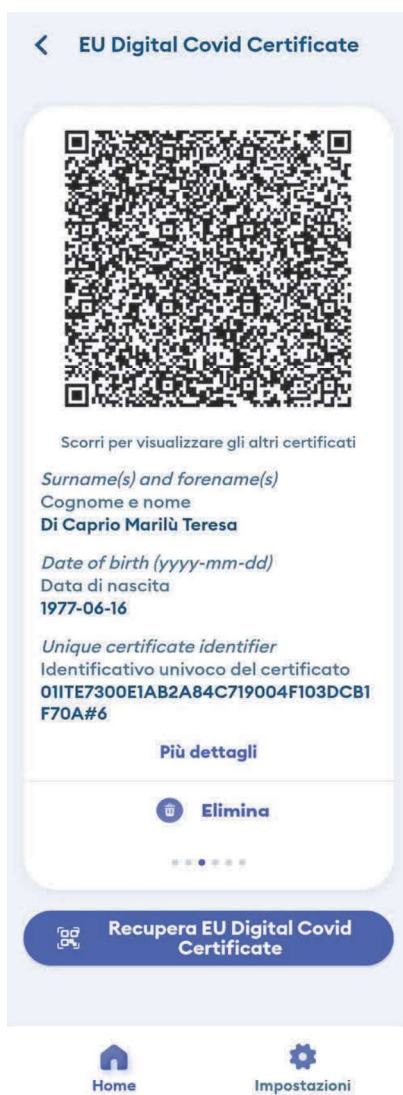 EU Digital Covid Certificate
Scorri per visualizzare gli altri certificati
Surname(s) and forename(s)
Cognome e nome
Di Caprio Marilù Teresa
Date of birth (yyyy-mm-dd)
Data di nascita
1977-06-16
Unique certificate identifier
Identificativo univoco del certificato
01ITE7300E1AB2A84C719004F103DCB1
F70A#6
Più dettagli
Elimina
Recupera EU Digital Covid
Certificate
Home
Impostazioni